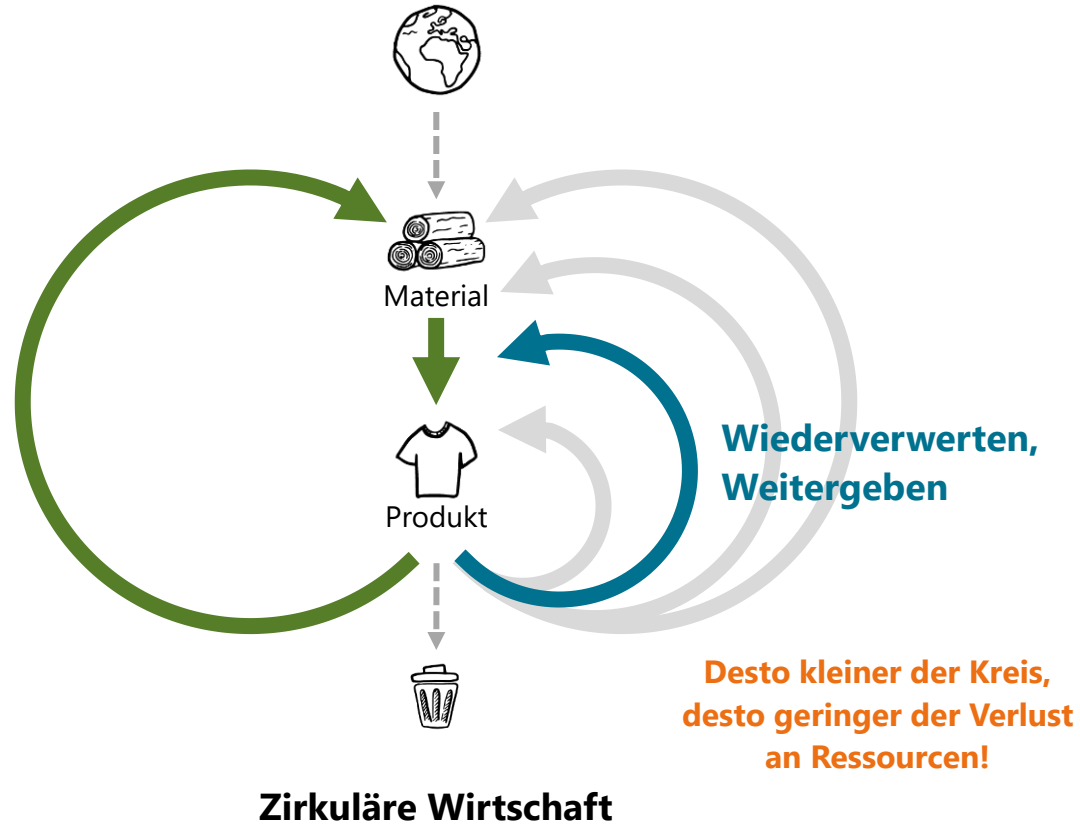 Material
Wiederverwerten,
Weitergeben
Produkt
Desto kleiner der Kreis,
desto geringer der Verlust
an Ressourcen!
Zirkuläre Wirtschaft